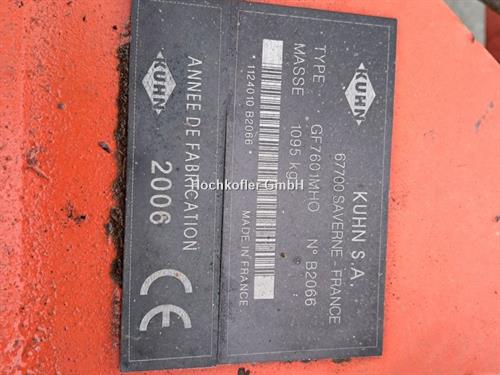 KUHN
KUHN S.A.
67700 SAVERNE - FRANCE
TYPE GF7601MHO N° B2066
MASSE 1095 kg
* 1124010 B2066 *
MADE IN FRANCE
KUHN
ANNEE DE FABRICATION
2006
CE
Hochkofler GmbH